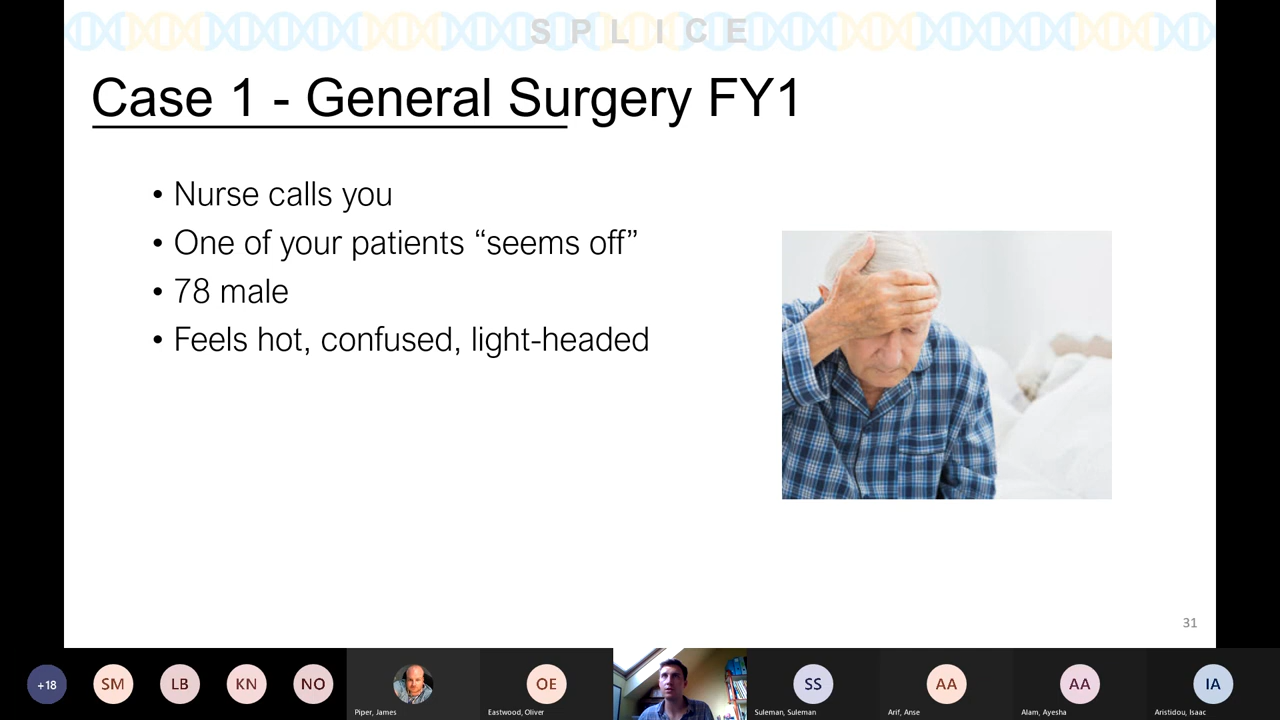 S P L I C E
Case 1 - General Surgery FY1
• Nurse calls you
• One of your patients “seems off”
• 78 male
• Feels hot, confused, light-headed
31
+18
SM
LB
KN
NO
Piper, James
OE
Eastwood, Oliver
SS
Suleman, Suleman
AA
Arif, Anse
AA
Alam, Ayesha
IA
Aristidou, Isaac